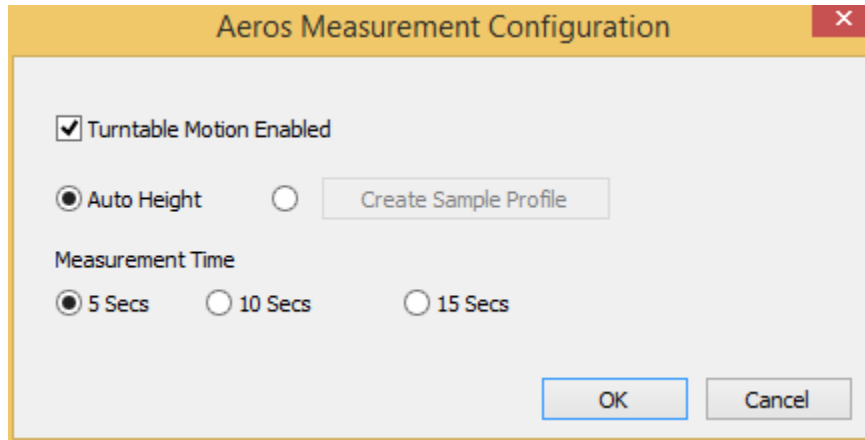 Aeros Measurement Configuration
Turntable Motion Enabled
Auto Height Create Sample Profile
Measurement Time
5 Secs 10 Secs 15 Secs
OK Cancel